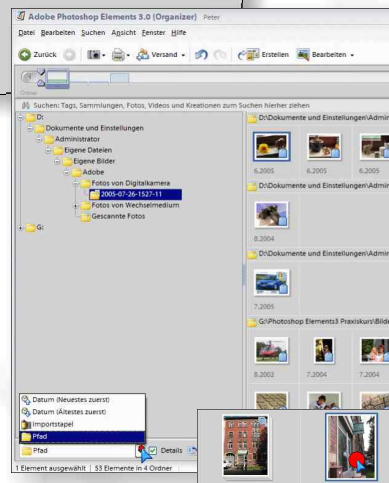 Adobe Photoshop Elements 3.0 (Organizer) Peter
Datei Bearbeiten Suchen Ansicht Fenster Hilfe
Zurück Versand Erstellen Bearbeiten
Ordner
Suchen: Tags, Sammlungen, Fotos, Videos und Kreationen zum Suchen hierher ziehen
D:
Dokumente und Einstellungen
Administrator
Eigene Dateien
Eigene Bilder
Adobe
Fotos von Digitalkamera
2005-07-26-1527-11
Fotos von Wechselmedium
Gescannte Fotos
G:
D:\Dokumente und Einstellungen\Admin
6.2005 6.2005 6.2005
D:\Dokumente und Einstellungen\Admin
8.2004
D:\Dokumente und Einstellungen\Admin
7.2005
G:\Photoshop Elements3 Praxiskurs\Bilde
8.2002 7.2004 7.2004
Datum (Neuestes zuerst)
Datum (Ältestes zuerst)
Importstapel
Pfad
Pfad Details
1 Element ausgewählt 53 Elemente in 4 Ordner